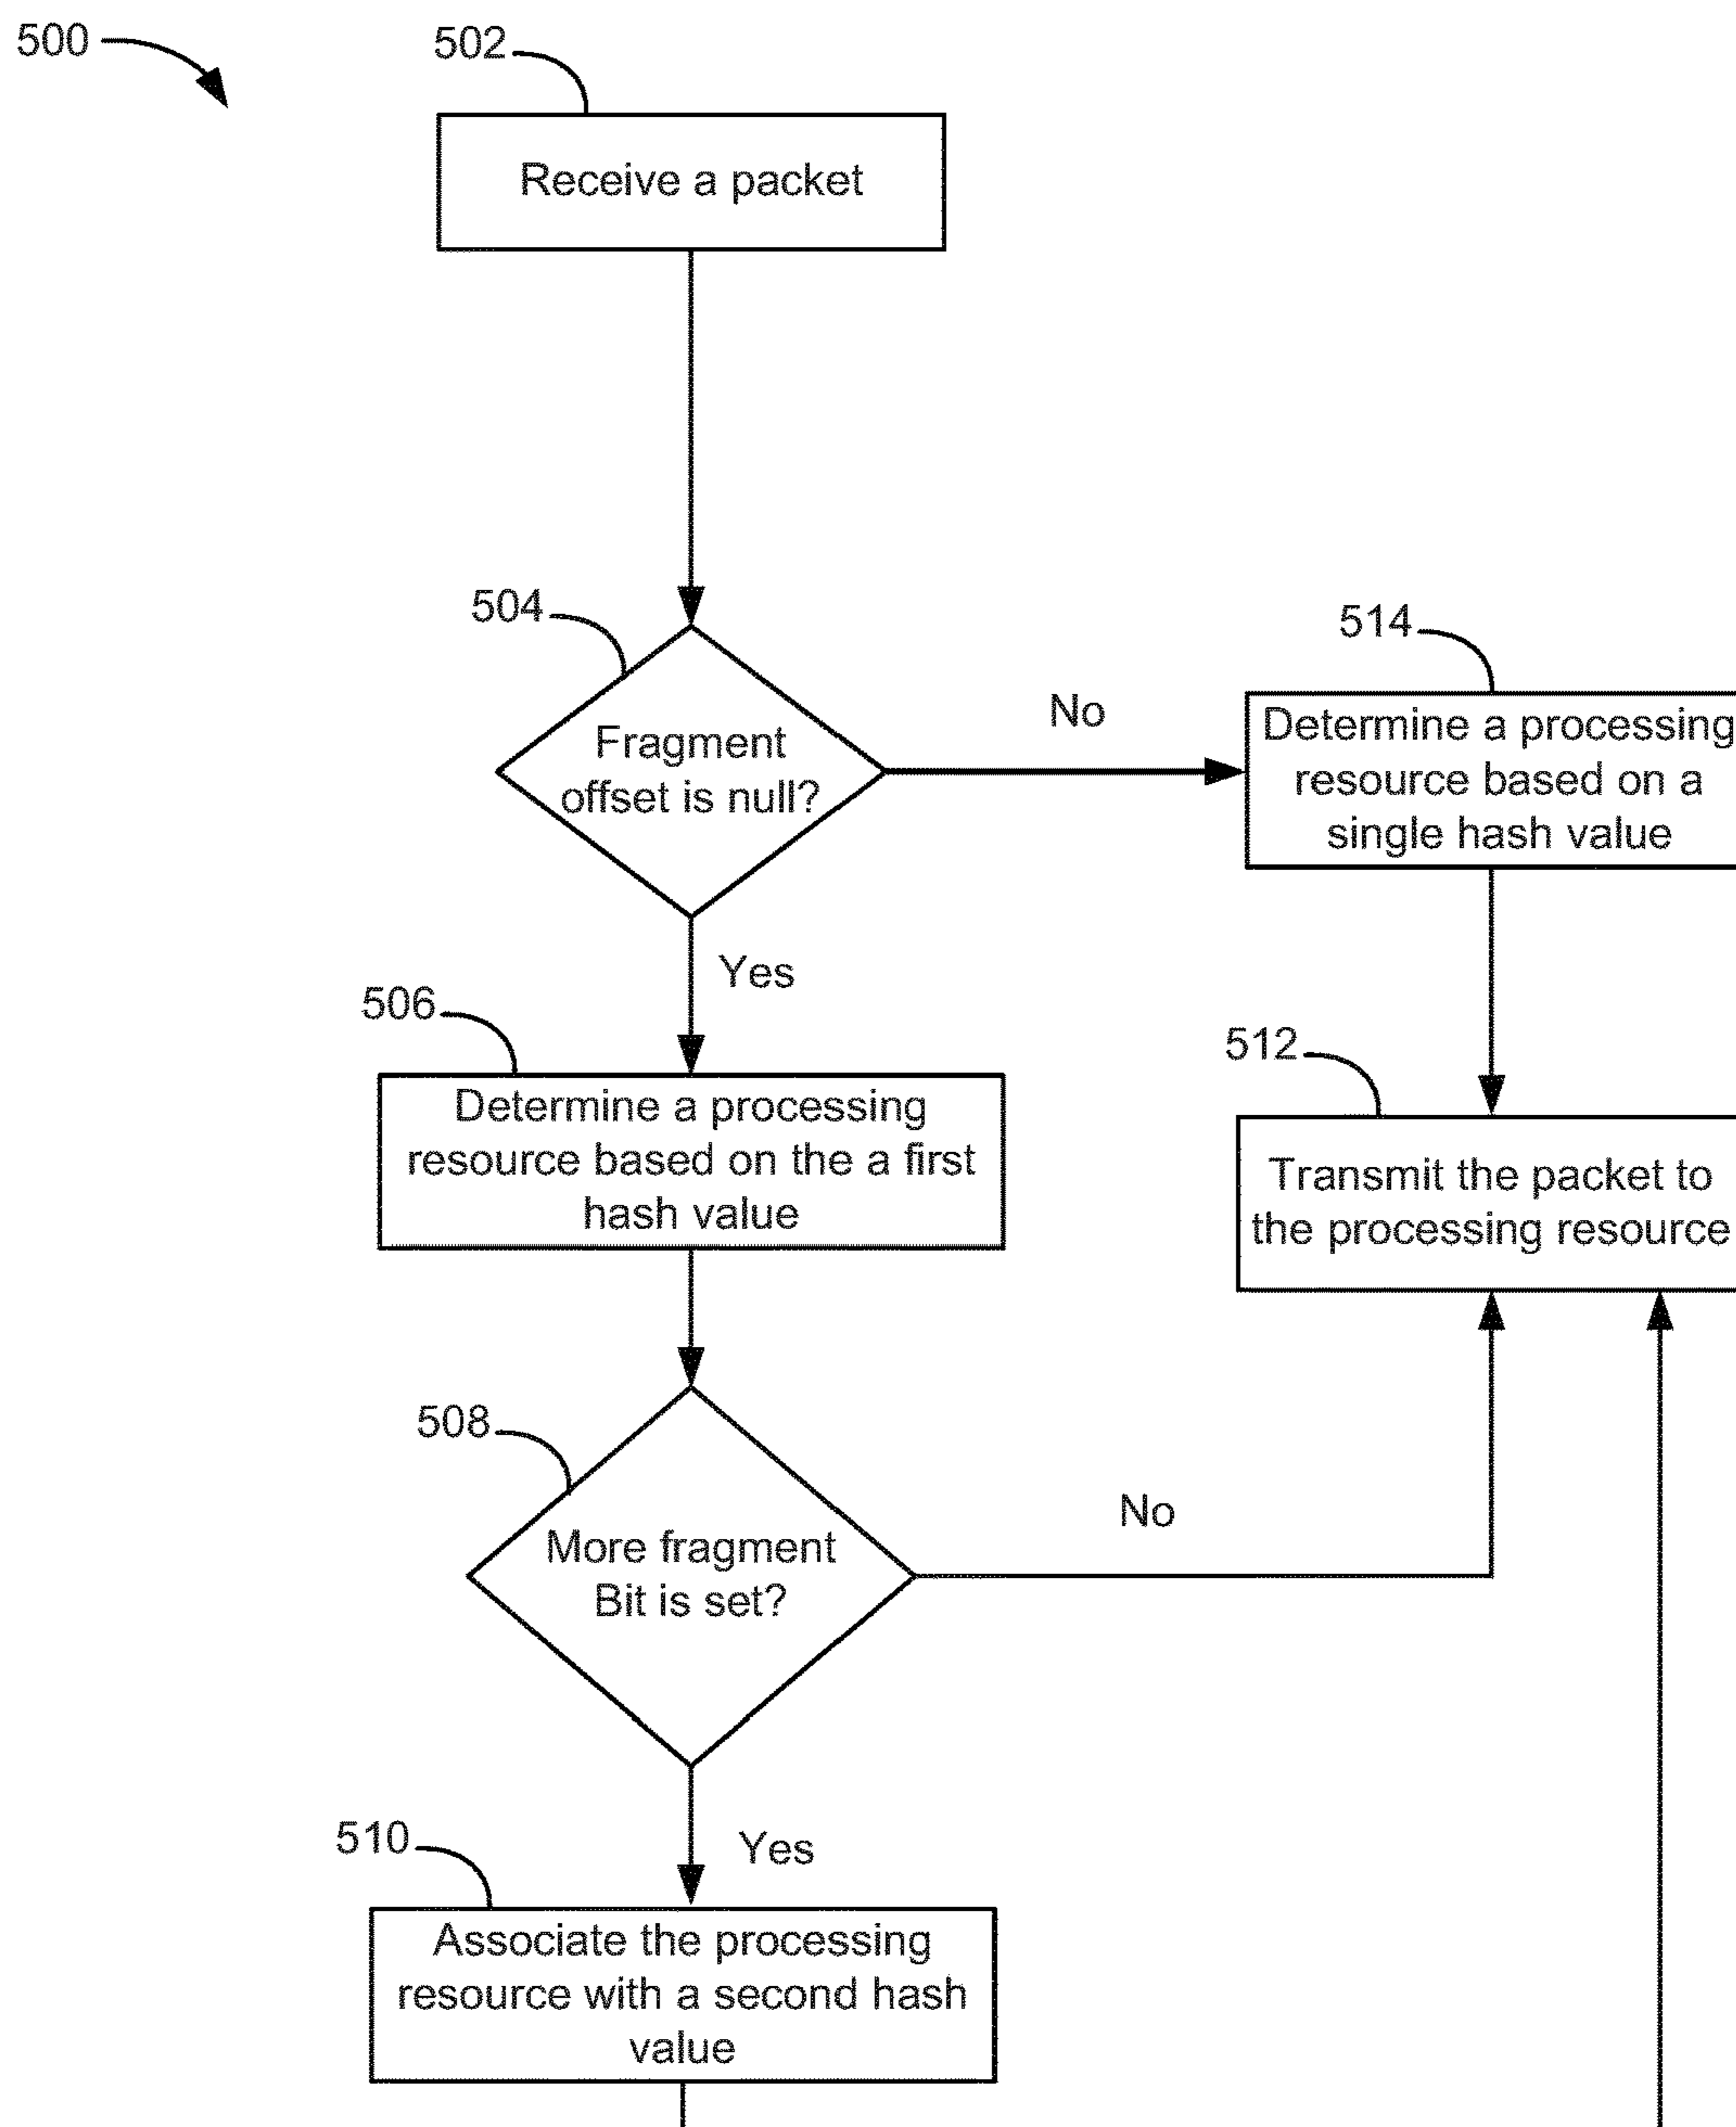 500
502
Receive a packet
504
Fragment
offset is null?
No
514
Determine a processing
resource based on a
single hash value
Yes
506
Determine a processing
resource based on the a first
hash value
512
Transmit the packet to
the processing resource
508
More fragment
Bit is set?
No
Yes
510
Associate the processing
resource with a second hash
value